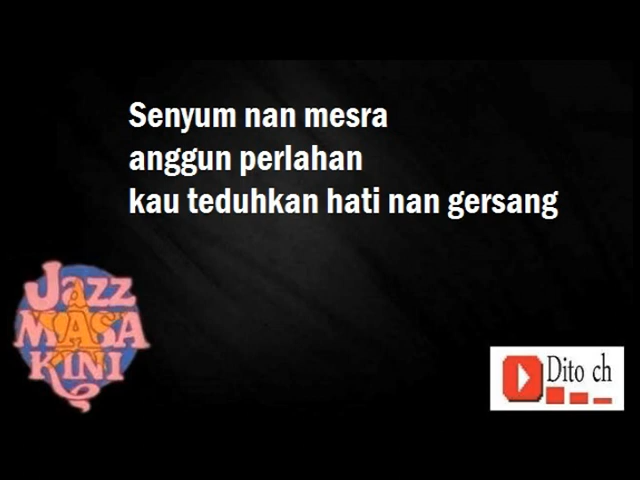 Senyum nan mesra
anggun perlahan
kau teduhkan hati nan gersang
Jazz
MASA
KINI
Dito ch